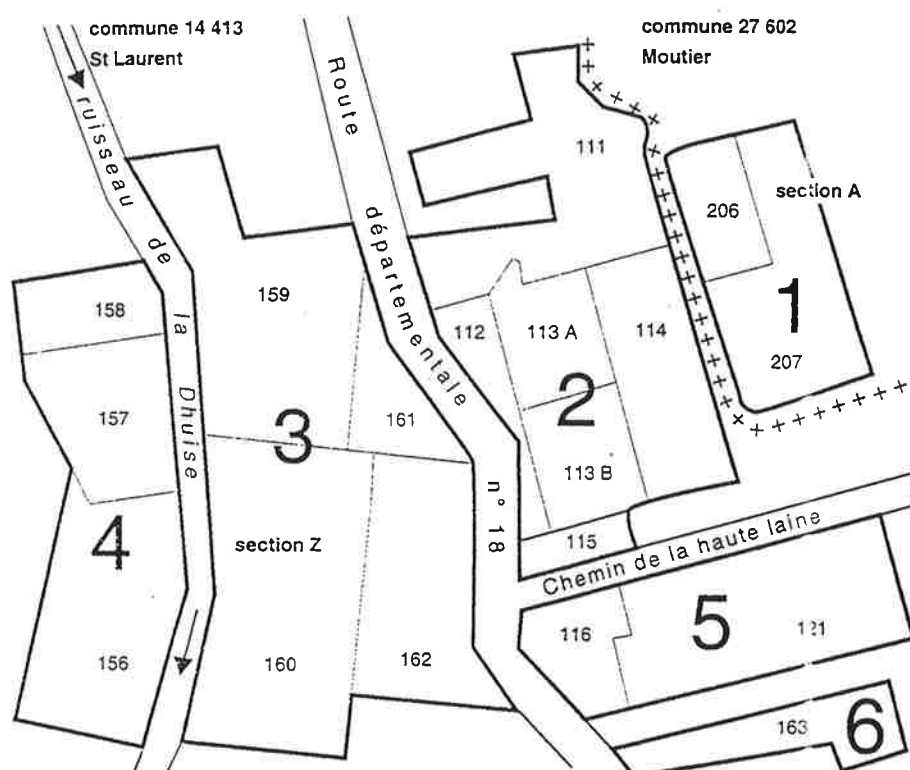 commune 14 413
St Laurent
commune 27 602
Moutier
ruisseau de la Dhuise
Route départementale n° 18
111
206
section A
1
207
158
159
112
113 A
114
157
3
161
2
113 B
4
section Z
115
Chemin de la haute laine
156
160
162
116
5
121
163
6